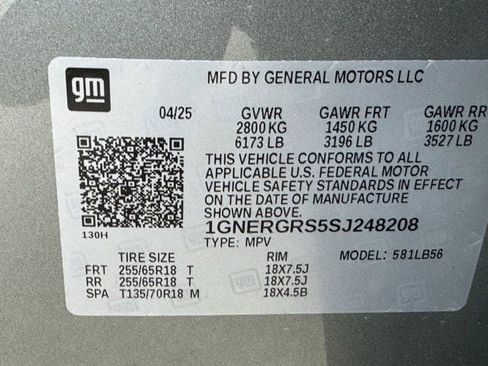 gm
MFD BY GENERAL MOTORS LLC
04/25 GVWR GAWR FRT GAWR RR
2800 KG 1450 KG 1600 KG
6173 LB 3196 LB 3527 LB
THIS VEHICLE CONFORMS TO ALL
APPLICABLE U.S. FEDERAL MOTOR
VEHICLE SAFETY STANDARDS IN EFFECT
ON THE DATE OF MANUFACTURE
SHOWN ABOVE.
130H
1GNERGRS5SJ248208
TYPE: MPV MODEL: 581LB56
TIRE SIZE RIM
FRT 255/65R18 T 18X7.5J
RR 255/65R18 T 18X7.5J
SPA T135/70R18 M 18X4.5B